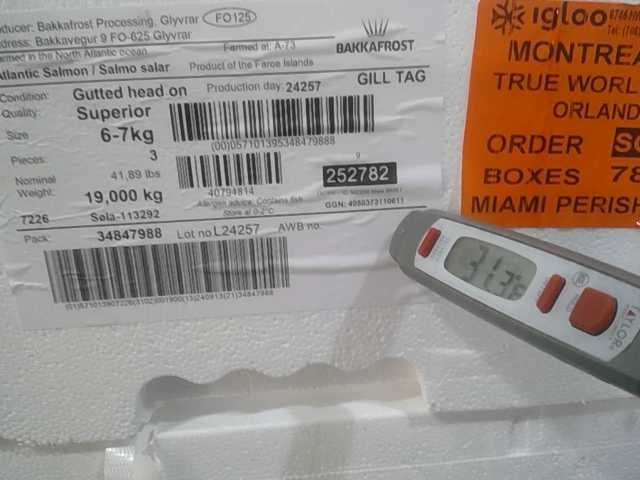 ducer: Bakkafrost Processing, Glyvrar FO125
dress: Bakkavegur 9 FO-625 Glyvrar
armed in the North Atlantic ocean Farmed at: A-73
BAKKAFROST
Atlantic Salmon / Salmo salar Product of the Faroe Islands
GILL TAG
Condition: Gutted head on Production day: 24257
Quality: Superior
Size 6-7kg
(00)057101395348479888
Pieces: 3
Nominal 41,89 lbs
Weight: 19,000 kg
40794814
0
252782
Allergen advice: Contains fish
Store at 0-2°C
GGN: 4050373110811
7226 Sola-113292
Pack: 34847988 Lot no L24257 AWB no.
igloo
MONTREA
TRUE WORL
ORLAND
ORDER SO
BOXES 78
MIAMI PERISH
TAYLOR